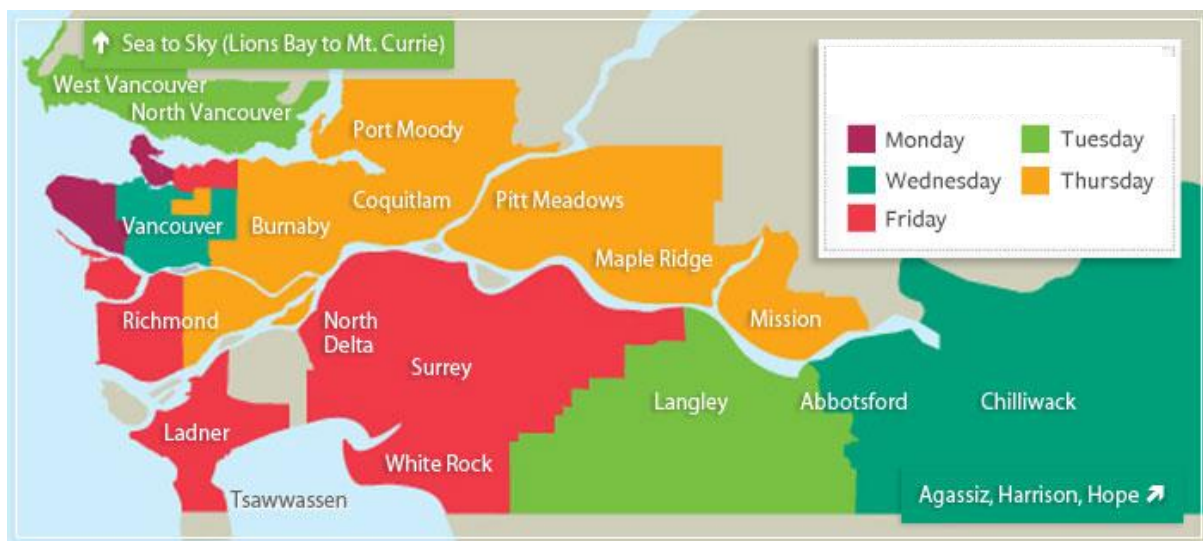 ↑ Sea to Sky (Lions Bay to Mt. Currie)
West Vancouver
North Vancouver
Port Moody
Coquitlam
Pitt Meadows
Vancouver
Burnaby
Maple Ridge
Richmond
North
Delta
Mission
Surrey
Langley
Abbotsford
Chilliwack
Ladner
White Rock
Tsawwassen
Agassiz, Harrison, Hope ↗
Monday
Tuesday
Wednesday
Thursday
Friday